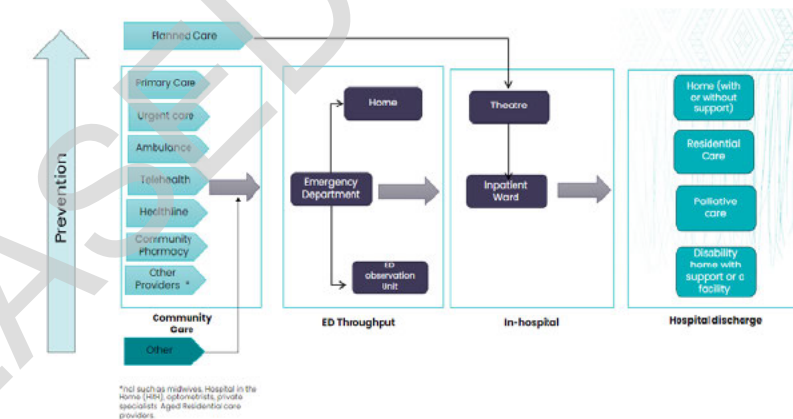 Planned Care
Prevention
Primary Care
Urgent care
Ambulance
Telehealth
Healthline
Community
Pharmacy
Other
Providers *
Community
Care
Other
*incl such as midwives, Hospital in the
Home (HitH), optometrists, private
specialists Aged Residential care
providers.
Home
Emergency
Department
ED
observation
Unit
ED Throughput
Theatre
Inpatient
Ward
In-hospital
Home (with
or without
support)
Residential
Care
Palliative
care
Disability
home with
support or a
facility
Hospital discharge